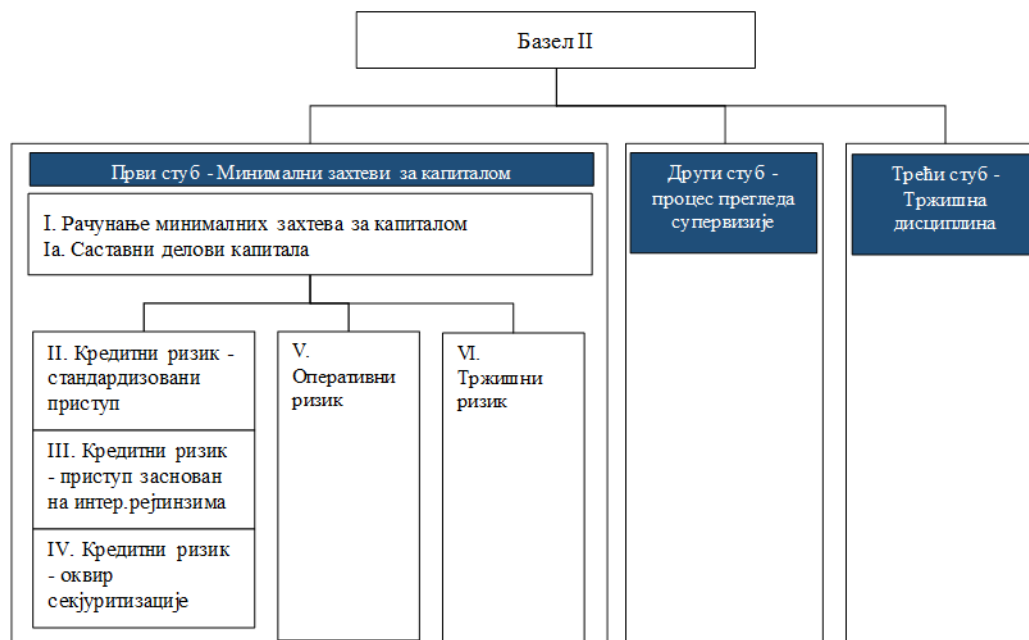 Базел II
Први стуб - Минимални захтеви за капиталом
I. Рачунање минималних захтева за капиталом
Ia. Саставни делови капитала
II. Кредитни ризик -
стандардизовани
приступ
III. Кредитни ризик
- приступ заснован
на интер.рејтинзима
IV. Кредитни ризик
- оквир
секјуритизације
V.
Оперативни
ризик
VI.
Тржишни
ризик
Други стуб -
процес прегледа
супервизије
Трећи стуб -
Тржишна
дисциплина